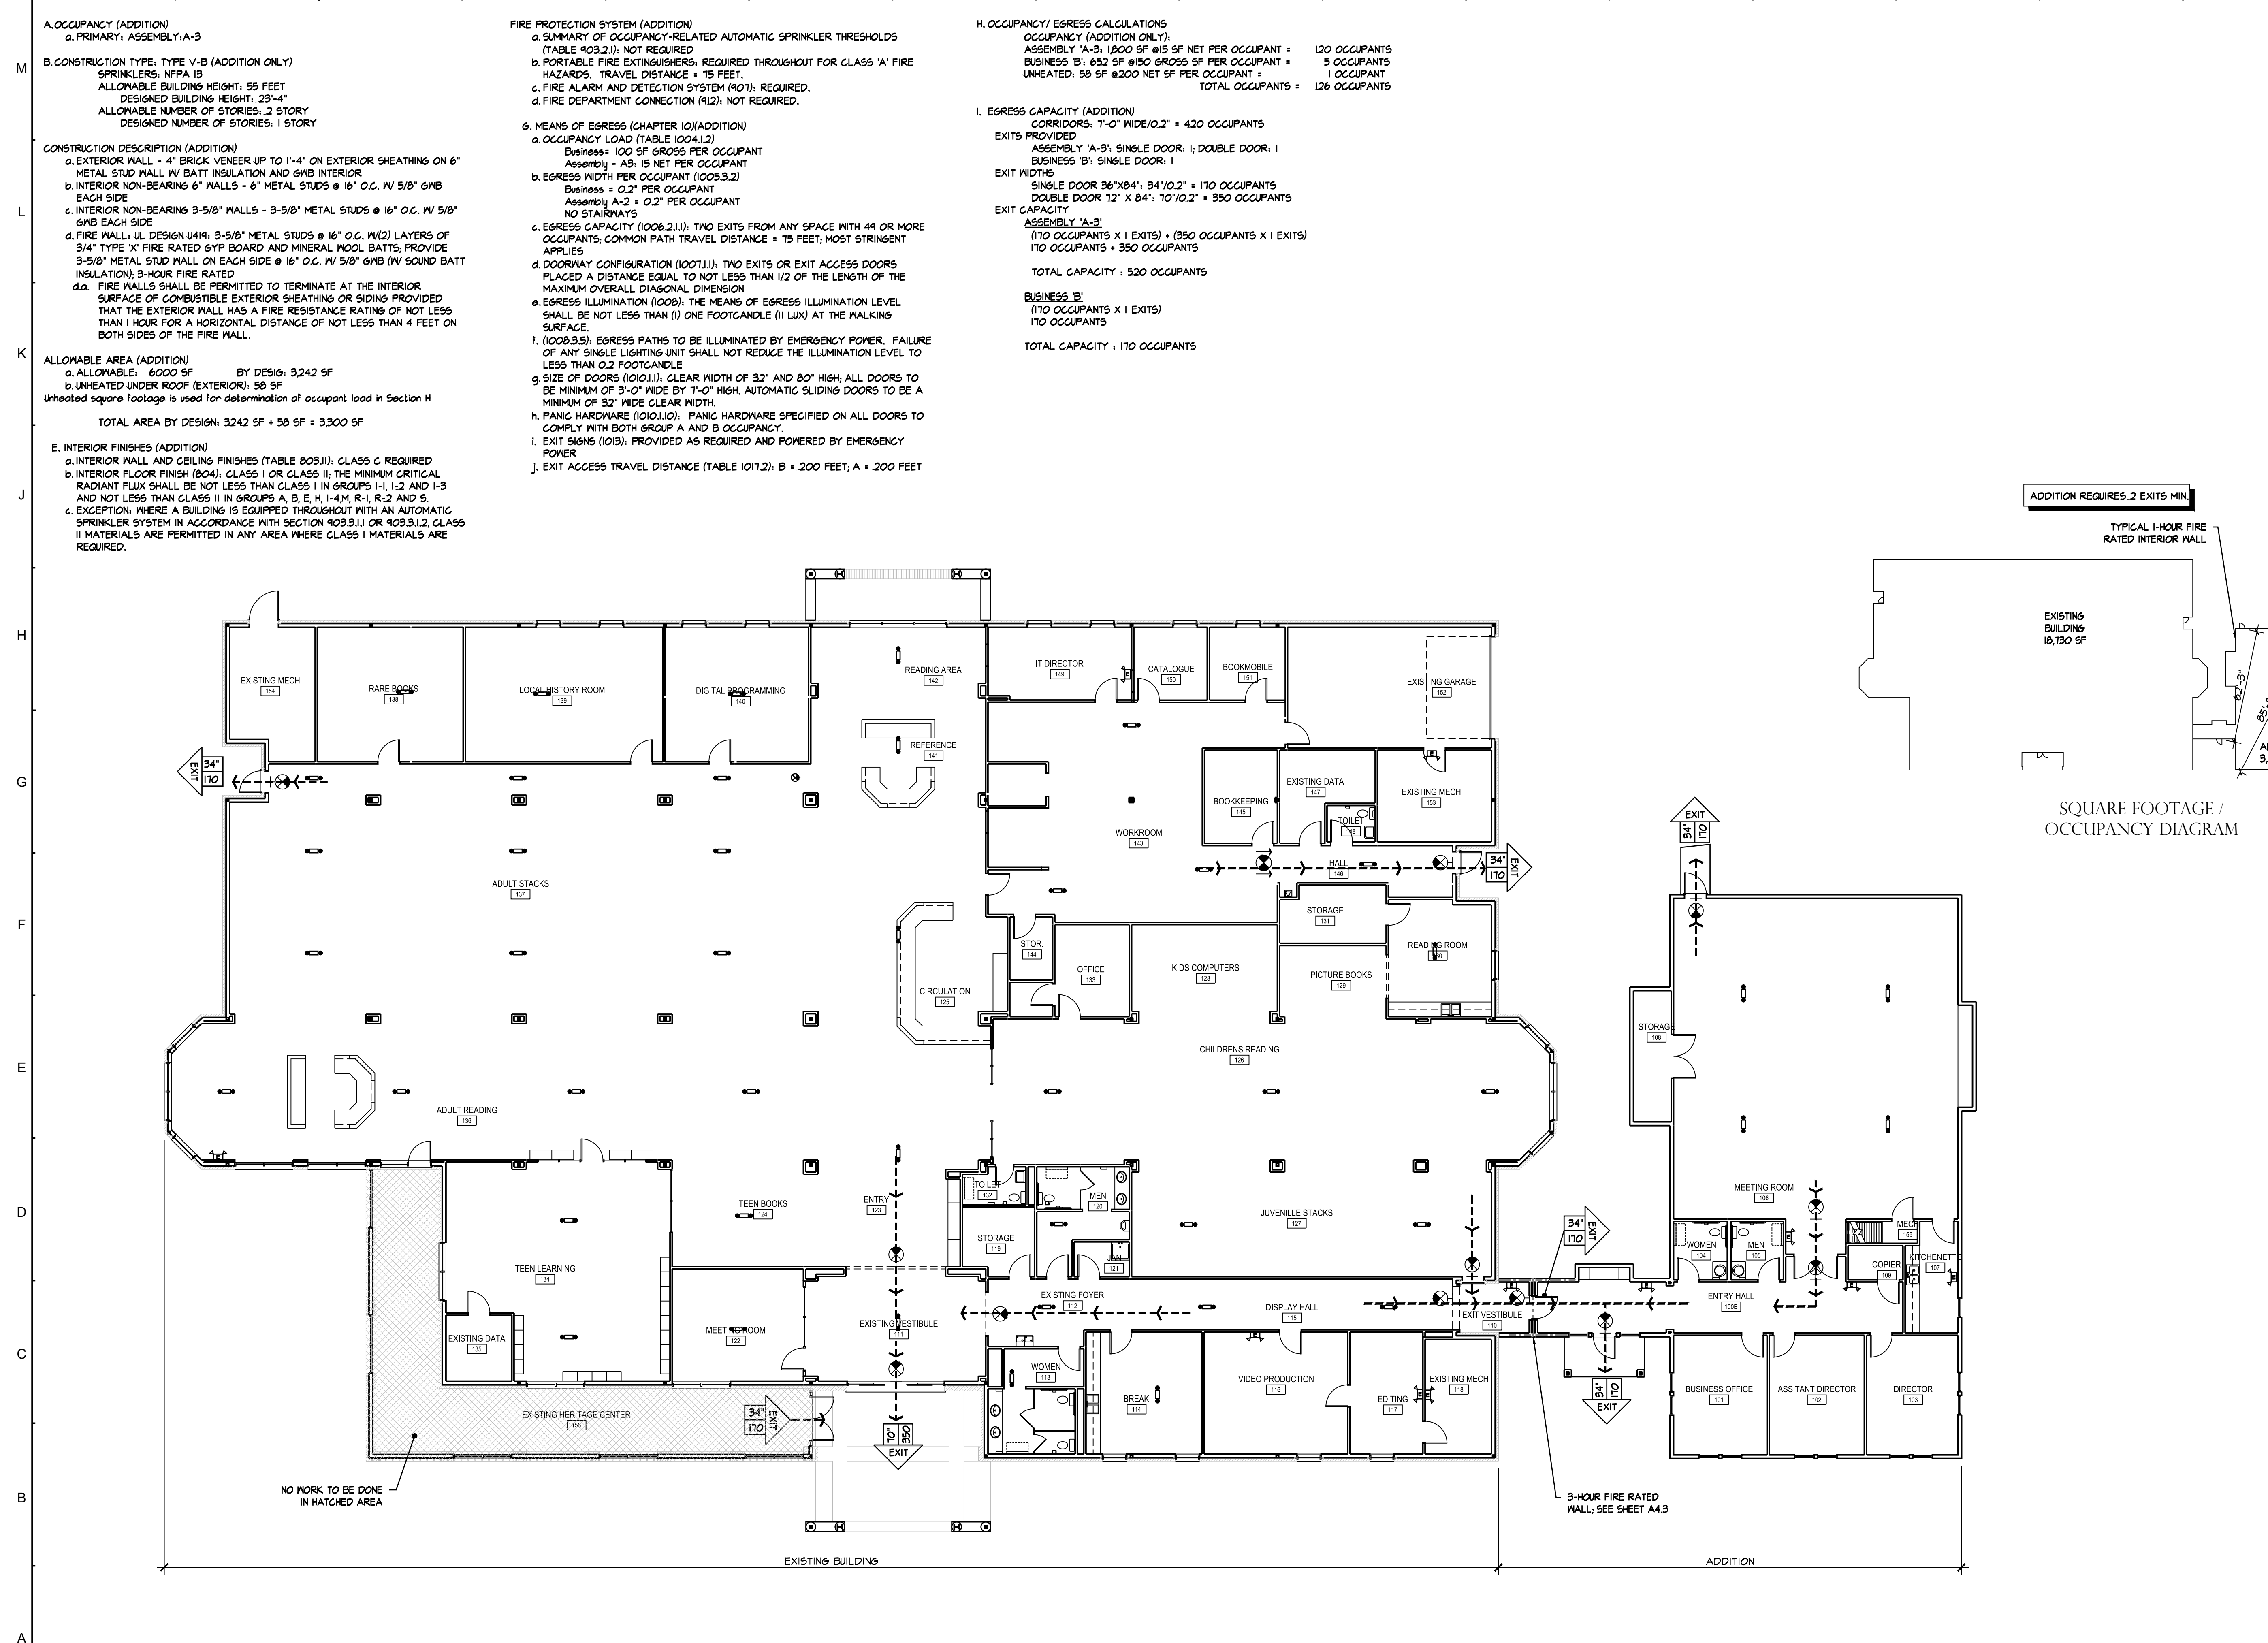 A. OCCUPANCY (ADDITION)
a. PRIMARY: ASSEMBLY:A-3
B. CONSTRUCTION TYPE: TYPE V-B (ADDITION ONLY)
SPRINKLERS: NFPA 13
ALLOWABLE BUILDING HEIGHT: 55 FEET
DESIGNED BUILDING HEIGHT: 23'-4"
ALLOWABLE NUMBER OF STORIES: 2 STORY
DESIGNED NUMBER OF STORIES: 1 STORY
CONSTRUCTION DESCRIPTION (ADDITION)
a. EXTERIOR WALL - 4" BRICK VENEER UP TO 1'-4" ON EXTERIOR SHEATHING ON 6"
METAL STUD WALL W/ BATT INSULATION AND GWB INTERIOR
b. INTERIOR NON-BEARING 6" WALLS - 6" METAL STUDS @ 16" O.C. W/ 5/8" GWB
EACH SIDE
c. INTERIOR NON-BEARING 3-5/8" WALLS - 3-5/8" METAL STUDS @ 16" O.C. W/ 5/8"
GWB EACH SIDE
d. FIRE WALL: UL DESIGN U419: 3-5/8" METAL STUDS @ 16" O.C. W/(2) LAYERS OF
3/4" TYPE 'X' FIRE RATED GYP BOARD AND MINERAL WOOL BATTS; PROVIDE
3-5/8" METAL STUD WALL ON EACH SIDE @ 16" O.C. W/ 5/8" GWB (W/ SOUND BATT
INSULATION); 3-HOUR FIRE RATED
d.a. FIRE WALLS SHALL BE PERMITTED TO TERMINATE AT THE INTERIOR
SURFACE OF COMBUSTIBLE EXTERIOR SHEATHING OR SIDING PROVIDED
THAT THE EXTERIOR WALL HAS A FIRE RESISTANCE RATING OF NOT LESS
THAN 1 HOUR FOR A HORIZONTAL DISTANCE OF NOT LESS THAN 4 FEET ON
BOTH SIDES OF THE FIRE WALL.
ALLOWABLE AREA (ADDITION)
a. ALLOWABLE: 6000 SF BY DESIG: 3,242 SF
b. UNHEATED UNDER ROOF (EXTERIOR): 58 SF
Unheated square footage is used for determination of occupant load in Section H
TOTAL AREA BY DESIGN: 3242 SF + 58 SF = 3,300 SF
E. INTERIOR FINISHES (ADDITION)
a. INTERIOR WALL AND CEILING FINISHES (TABLE 803.11): CLASS C REQUIRED
b. INTERIOR FLOOR FINISH (804): CLASS I OR CLASS II; THE MINIMUM CRITICAL
RADIANT FLUX SHALL BE NOT LESS THAN CLASS I IN GROUPS I-1, I-2 AND I-3
AND NOT LESS THAN CLASS II IN GROUPS A, B, E, H, I-4,M, R-1, R-2 AND S.
c. EXCEPTION: WHERE A BUILDING IS EQUIPPED THROUGHOUT WITH AN AUTOMATIC
SPRINKLER SYSTEM IN ACCORDANCE WITH SECTION 903.3.1.1 OR 903.3.1.2, CLASS
II MATERIALS ARE PERMITTED IN ANY AREA WHERE CLASS I MATERIALS ARE
REQUIRED.
FIRE PROTECTION SYSTEM (ADDITION)
a. SUMMARY OF OCCUPANCY-RELATED AUTOMATIC SPRINKLER THRESHOLDS
(TABLE 903.2.1): NOT REQUIRED
b. PORTABLE FIRE EXTINGUISHERS: REQUIRED THROUGHOUT FOR CLASS 'A' FIRE
HAZARDS. TRAVEL DISTANCE = 75 FEET.
c. FIRE ALARM AND DETECTION SYSTEM (907): REQUIRED.
d. FIRE DEPARTMENT CONNECTION (912): NOT REQUIRED.
G. MEANS OF EGRESS (CHAPTER 10)(ADDITION)
a. OCCUPANCY LOAD (TABLE 1004.1.2)
Business= 100 SF GROSS PER OCCUPANT
Assembly - A3: 15 NET PER OCCUPANT
b. EGRESS WIDTH PER OCCUPANT (1005.3.2)
Business = 0.2" PER OCCUPANT
Assembly A-2 = 0.2" PER OCCUPANT
NO STAIRWAYS
c. EGRESS CAPACITY (1006.2.1.1): TWO EXITS FROM ANY SPACE WITH 49 OR MORE
OCCUPANTS; COMMON PATH TRAVEL DISTANCE = 75 FEET; MOST STRINGENT
APPLIES
d. DOORWAY CONFIGURATION (1007.1.1): TWO EXITS OR EXIT ACCESS DOORS
PLACED A DISTANCE EQUAL TO NOT LESS THAN 1/2 OF THE LENGTH OF THE
MAXIMUM OVERALL DIAGONAL DIMENSION
e. EGRESS ILLUMINATION (1008): THE MEANS OF EGRESS ILLUMINATION LEVEL
SHALL BE NOT LESS THAN (1) ONE FOOTCANDLE (11 LUX) AT THE WALKING
SURFACE.
f. (1008.3.5): EGRESS PATHS TO BE ILLUMINATED BY EMERGENCY POWER. FAILURE
OF ANY SINGLE LIGHTING UNIT SHALL NOT REDUCE THE ILLUMINATION LEVEL TO
LESS THAN 0.2 FOOTCANDLE
g. SIZE OF DOORS (1010.1.1): CLEAR WIDTH OF 32" AND 80" HIGH; ALL DOORS TO
BE MINIMUM OF 3'-0" WIDE BY 7'-0" HIGH. AUTOMATIC SLIDING DOORS TO BE A
MINIMUM OF 32" WIDE CLEAR WIDTH.
h. PANIC HARDWARE (1010.1.10): PANIC HARDWARE SPECIFIED ON ALL DOORS TO
COMPLY WITH BOTH GROUP A AND B OCCUPANCY.
i. EXIT SIGNS (1013): PROVIDED AS REQUIRED AND POWERED BY EMERGENCY
POWER
j. EXIT ACCESS TRAVEL DISTANCE (TABLE 1017.2): B = 200 FEET; A = 200 FEET
H. OCCUPANCY/ EGRESS CALCULATIONS
OCCUPANCY (ADDITION ONLY):
ASSEMBLY 'A-3: 1,800 SF @15 SF NET PER OCCUPANT = 120 OCCUPANTS
BUSINESS 'B': 652 SF @150 GROSS SF PER OCCUPANT = 5 OCCUPANTS
UNHEATED: 58 SF @200 NET SF PER OCCUPANT = 1 OCCUPANT
TOTAL OCCUPANTS = 126 OCCUPANTS
I. EGRESS CAPACITY (ADDITION)
CORRIDORS: 7'-0" WIDE/0.2" = 420 OCCUPANTS
EXITS PROVIDED
ASSEMBLY 'A-3': SINGLE DOOR: 1; DOUBLE DOOR: 1
BUSINESS 'B': SINGLE DOOR: 1
EXIT WIDTHS
SINGLE DOOR 36"X84": 34"/0.2" = 170 OCCUPANTS
DOUBLE DOOR 72" X 84": 70"/0.2" = 350 OCCUPANTS
EXIT CAPACITY
ASSEMBLY 'A-3'
(170 OCCUPANTS X 1 EXITS) + (350 OCCUPANTS X 1 EXITS)
170 OCCUPANTS + 350 OCCUPANTS
TOTAL CAPACITY : 520 OCCUPANTS
BUSINESS 'B'
(170 OCCUPANTS X 1 EXITS)
170 OCCUPANTS
TOTAL CAPACITY : 170 OCCUPANTS
M
L
K
J
H
G
F
E
D
C
B
A
ADDITION REQUIRES 2 EXITS MIN.
TYPICAL 1-HOUR FIRE
RATED INTERIOR WALL
EXISTING
BUILDING
18,730 SF
62'-3"
SQUARE FOOTAGE /
OCCUPANCY DIAGRAM
EXISTING MECH
154
RARE BOOKS
138
LOCAL HISTORY ROOM
139
DIGITAL PROGRAMMING
140
READING AREA
142
IT DIRECTOR
149
CATALOGUE
150
BOOKMOBILE
151
EXISTING GARAGE
152
REFERENCE
141
EXIT
34"
170
BOOKKEEPING
145
EXISTING DATA
147
TOILET
148
EXISTING MECH
153
WORKROOM
143
HALL
146
34"
170
EXIT
EXIT
34"
170
ADULT STACKS
137
STORAGE
131
READING ROOM
130
STOR.
144
OFFICE
133
KIDS COMPUTERS
128
PICTURE BOOKS
129
CIRCULATION
125
STORAGE
108
CHILDRENS READING
126
ADULT READING
136
TEEN BOOKS
124
ENTRY
123
TOILET
132
MEN
120
JUVENILLE STACKS
127
MEETING ROOM
106
STORAGE
119
JAN
121
34"
170
EXIT
WOMEN
104
MEN
105
MECH
155
KITCHENETTE
107
COPIER
109
TEEN LEARNING
134
EXISTING FOYER
112
DISPLAY HALL
115
EXIT VESTIBULE
110
ENTRY HALL
100B
EXISTING DATA
135
MEETING ROOM
122
EXISTING VESTIBULE
111
WOMEN
113
BREAK
114
VIDEO PRODUCTION
116
EDITING
117
EXISTING MECH
118
34"
170
EXIT
BUSINESS OFFICE
101
ASSITANT DIRECTOR
102
DIRECTOR
103
EXISTING HERITAGE CENTER
156
34"
170
EXIT
70"
350
EXIT
NO WORK TO BE DONE
IN HATCHED AREA
3-HOUR FIRE RATED
WALL; SEE SHEET A4.3
EXISTING BUILDING
ADDITION